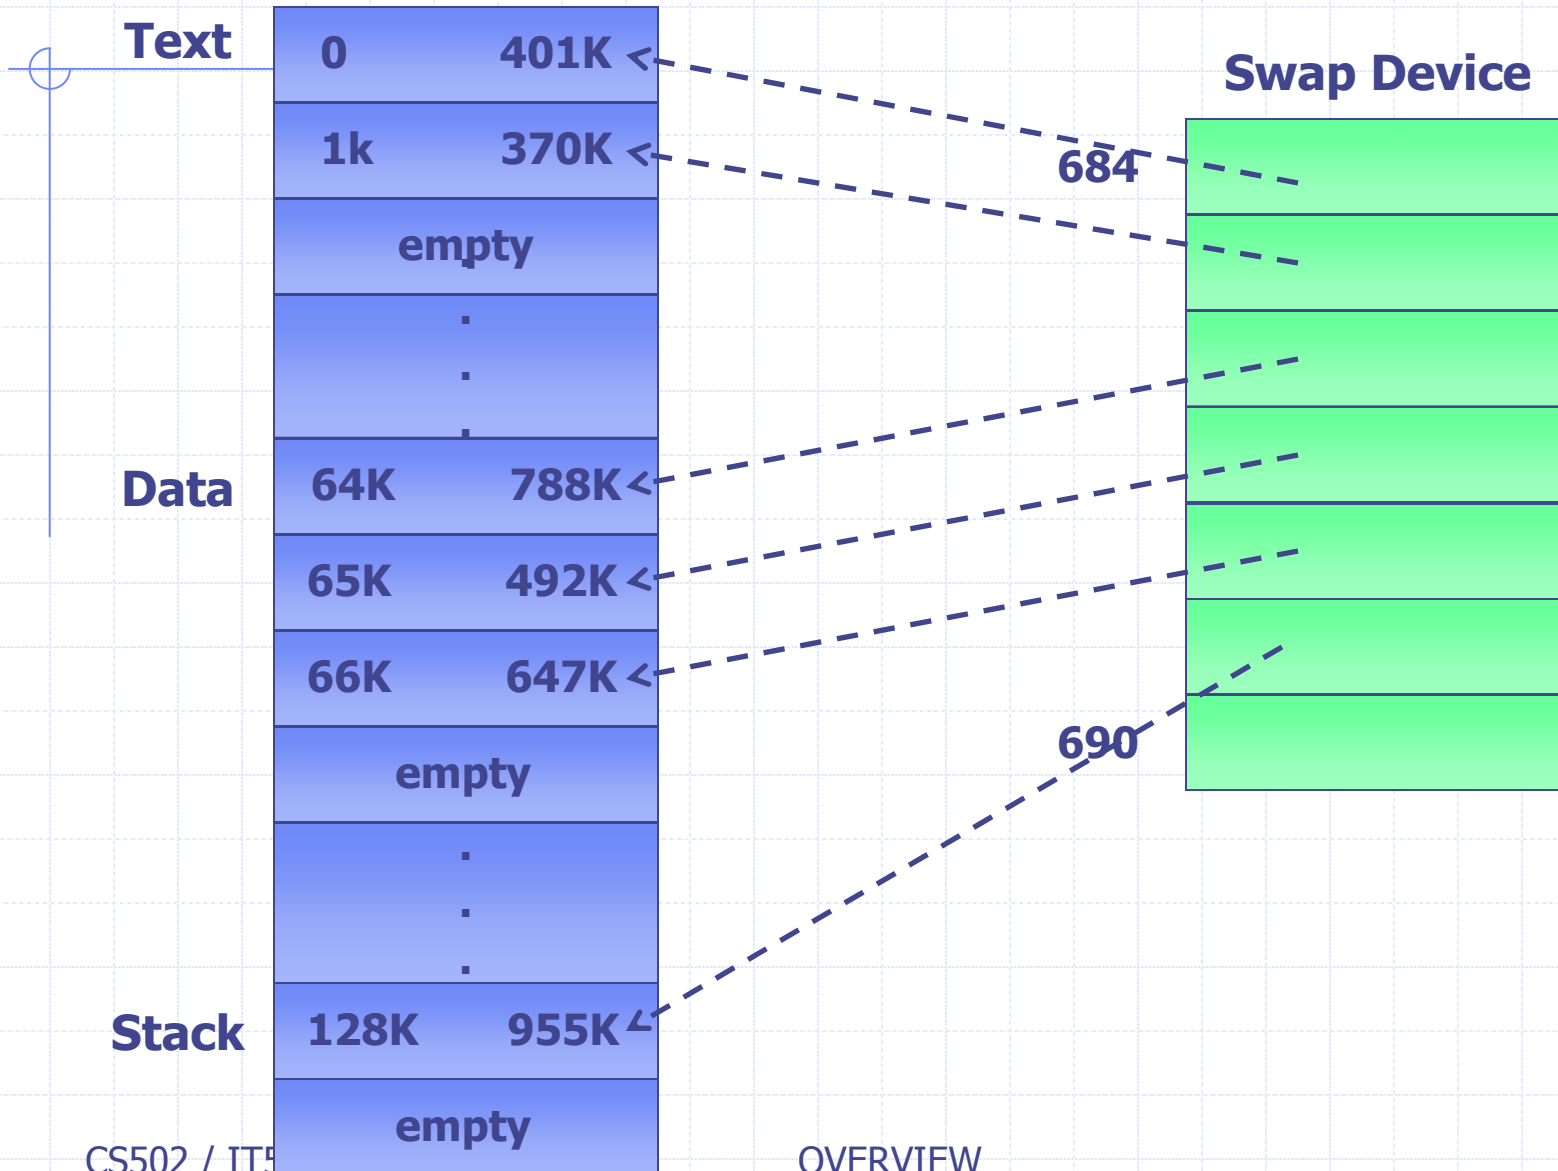 Text
0 401K
Swap Device
1k 370K
684
empty
.
.
.
.
Data
64K 788K
65K 492K
66K 647K
690
empty
.
.
.
Stack
128K 955K
empty
CS502 / OVERVIEW